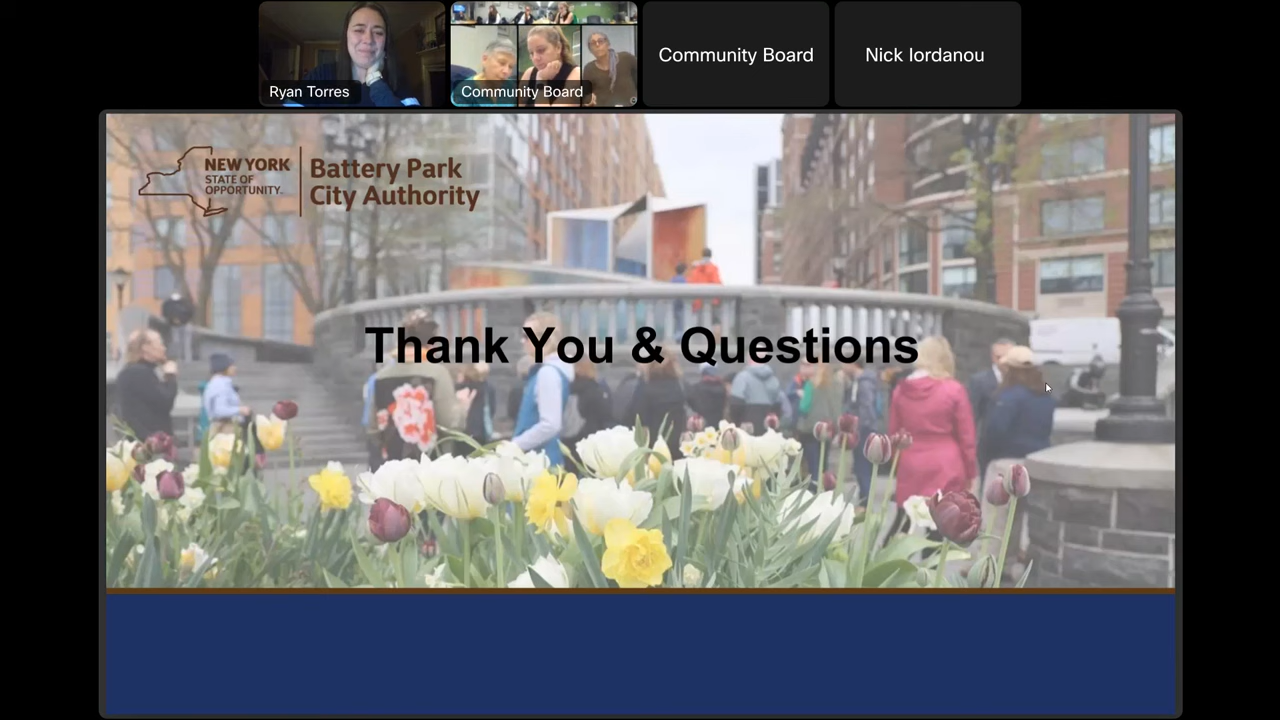 Ryan Torres
Community Board
Community Board
Nick Iordanou
NEW YORK
STATE OF
OPPORTUNITY.
Battery Park
City Authority
Thank You & Questions